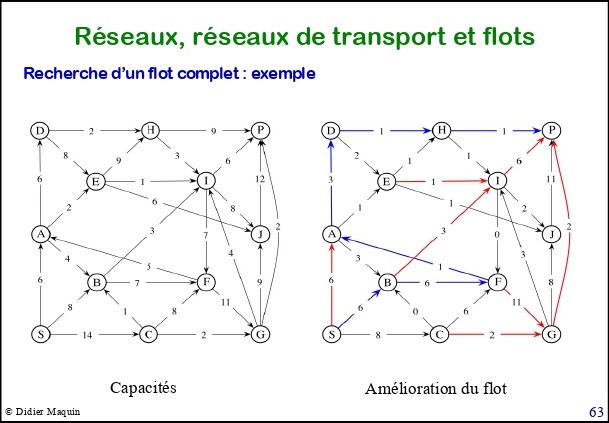 Réseaux, réseaux de transport et flots
Recherche d'un flot complet : exemple
D 2 H 9 P
8 9 3 6
6 E 1 I 12
2 6 8
A 3 7 J 2
4 5 4
6 B 7 F 9
8 1 8 11
S 14 C 2 G
D 1 H 1 P
2 1 1 6
3 E 1 I 11
1 1 2
A 3 0 J 2
3 1 3
6 B 6 F 8
6 0 6 11
S 8 C 2 G
Capacités
Amélioration du flot
© Didier Maquin
63